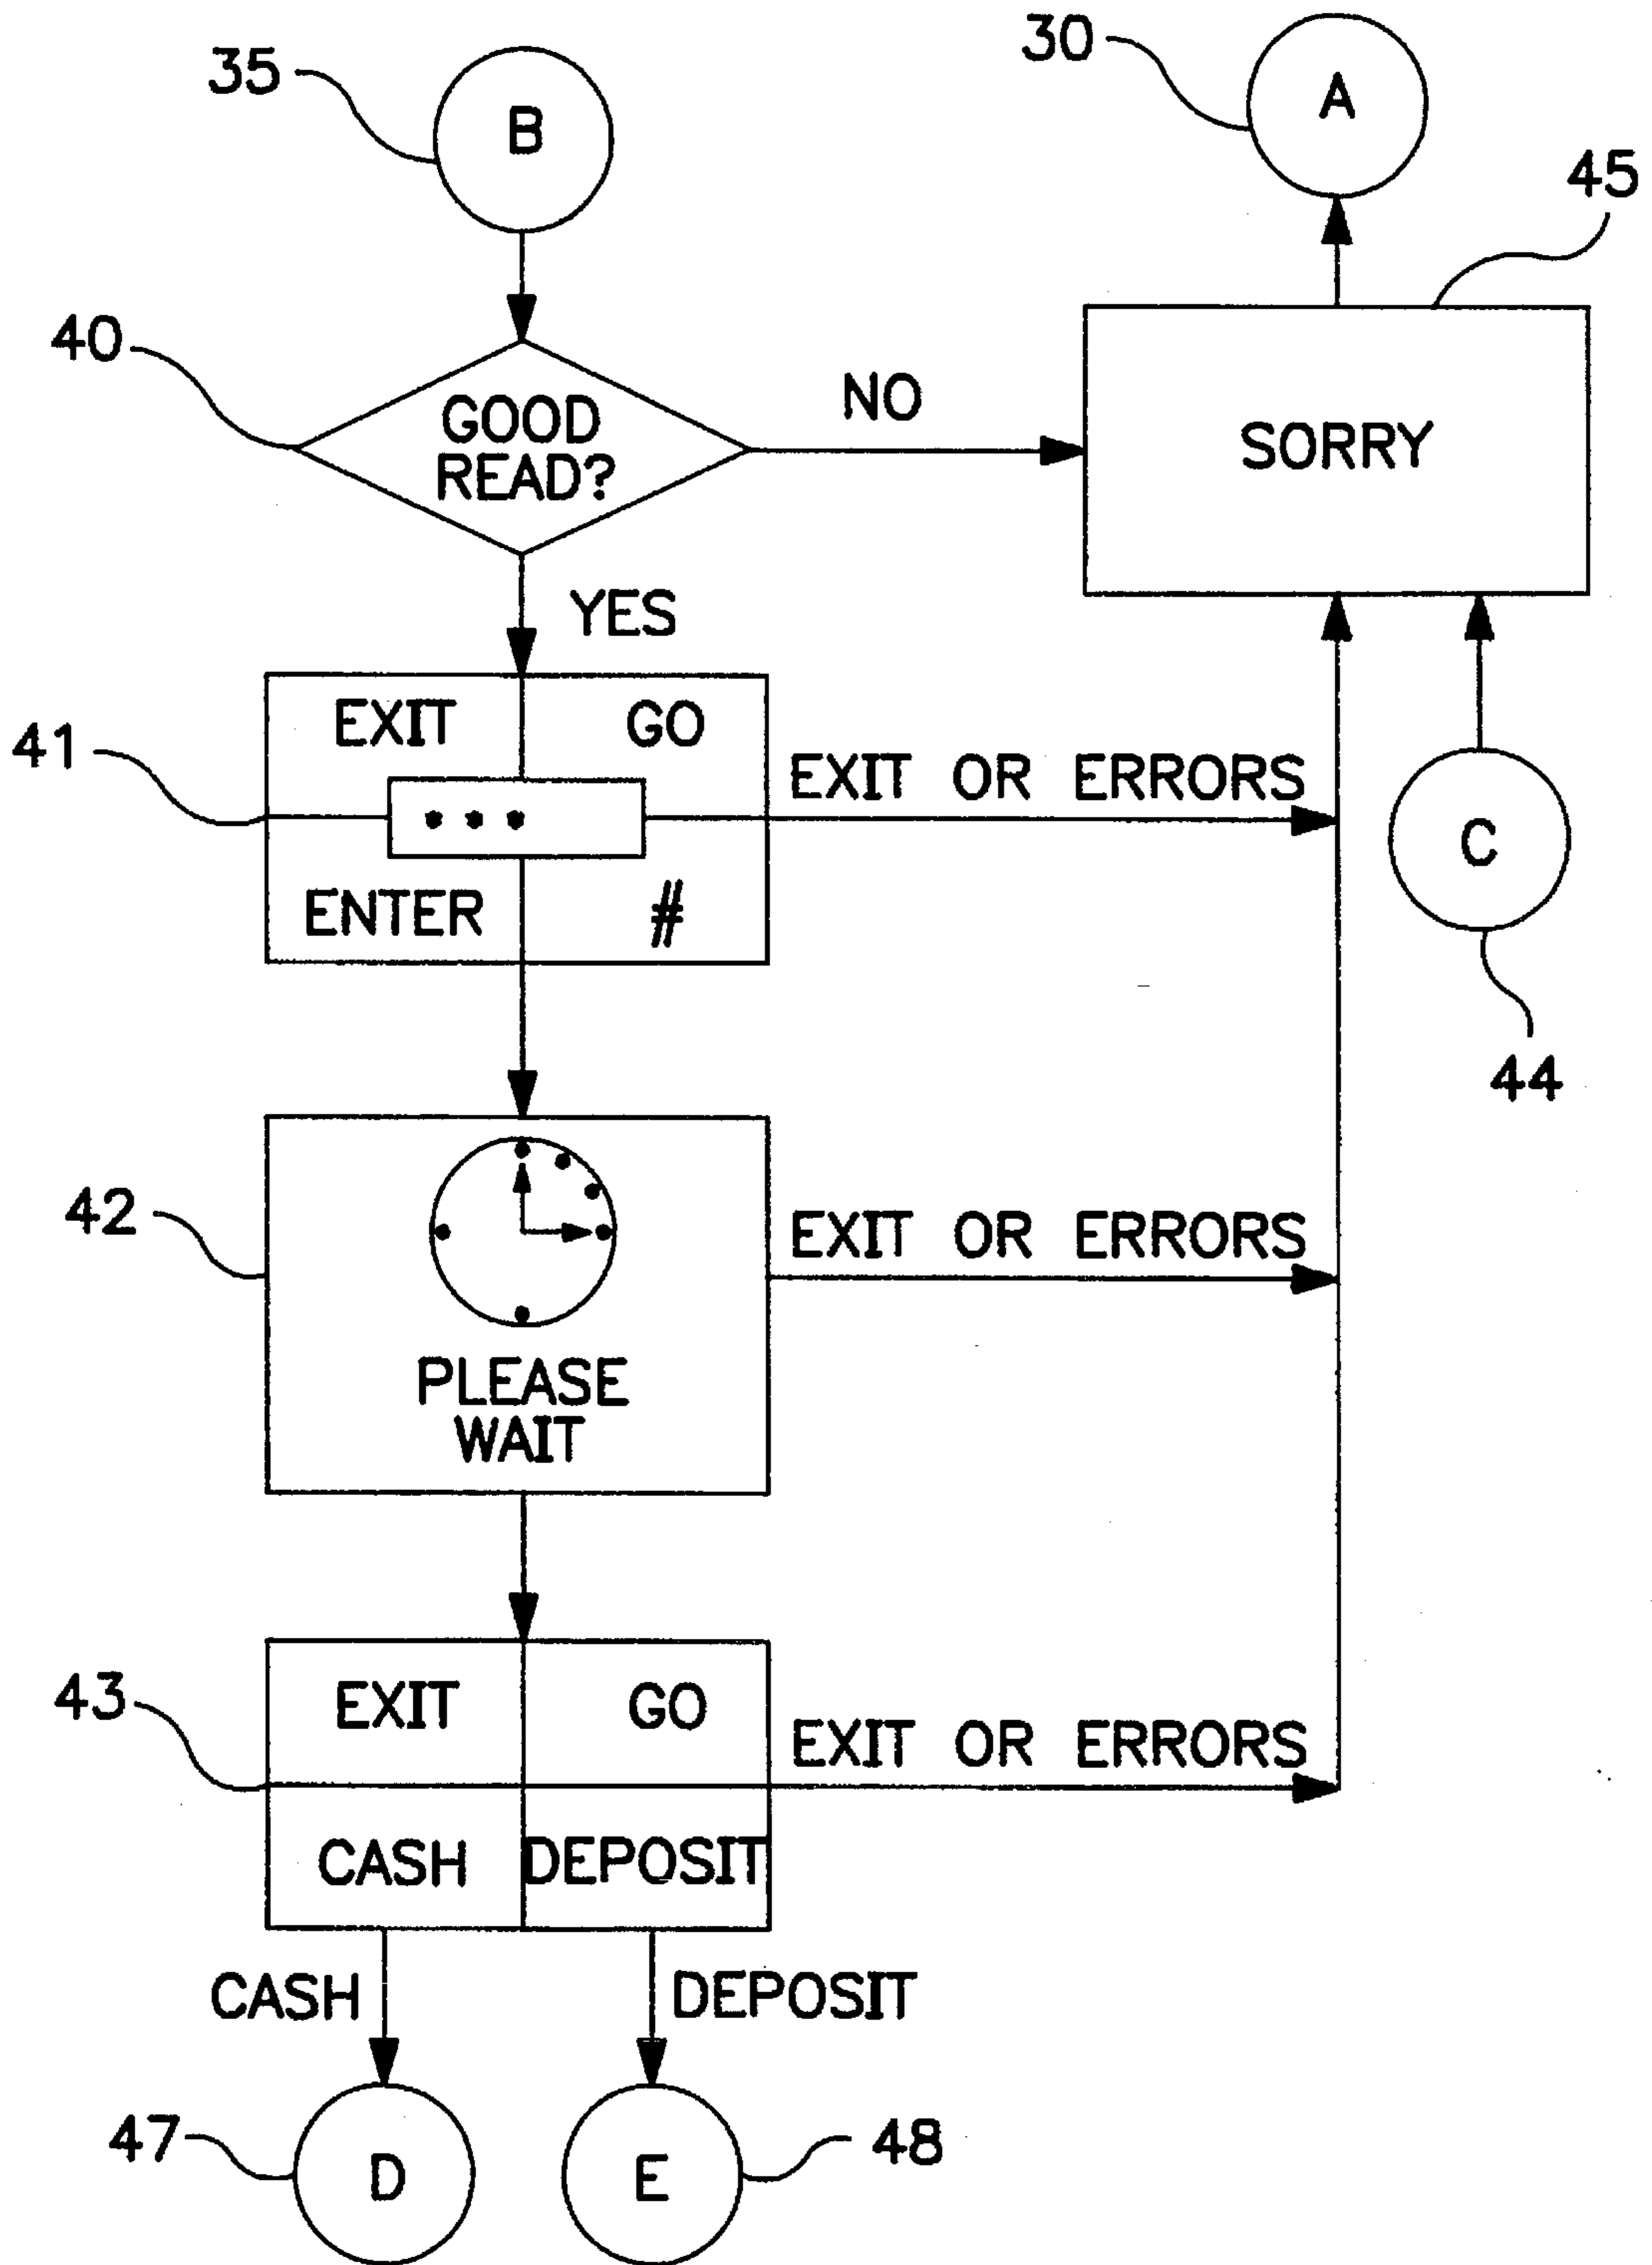 35
B
30
A
45
40
GOOD
READ?
NO
SORRY
YES
41
EXIT
GO
EXIT OR ERRORS
ENTER
#
C
44
42
PLEASE
WAIT
EXIT OR ERRORS
43
EXIT
GO
EXIT OR ERRORS
CASH
DEPOSIT
CASH
DEPOSIT
47
D
E
48